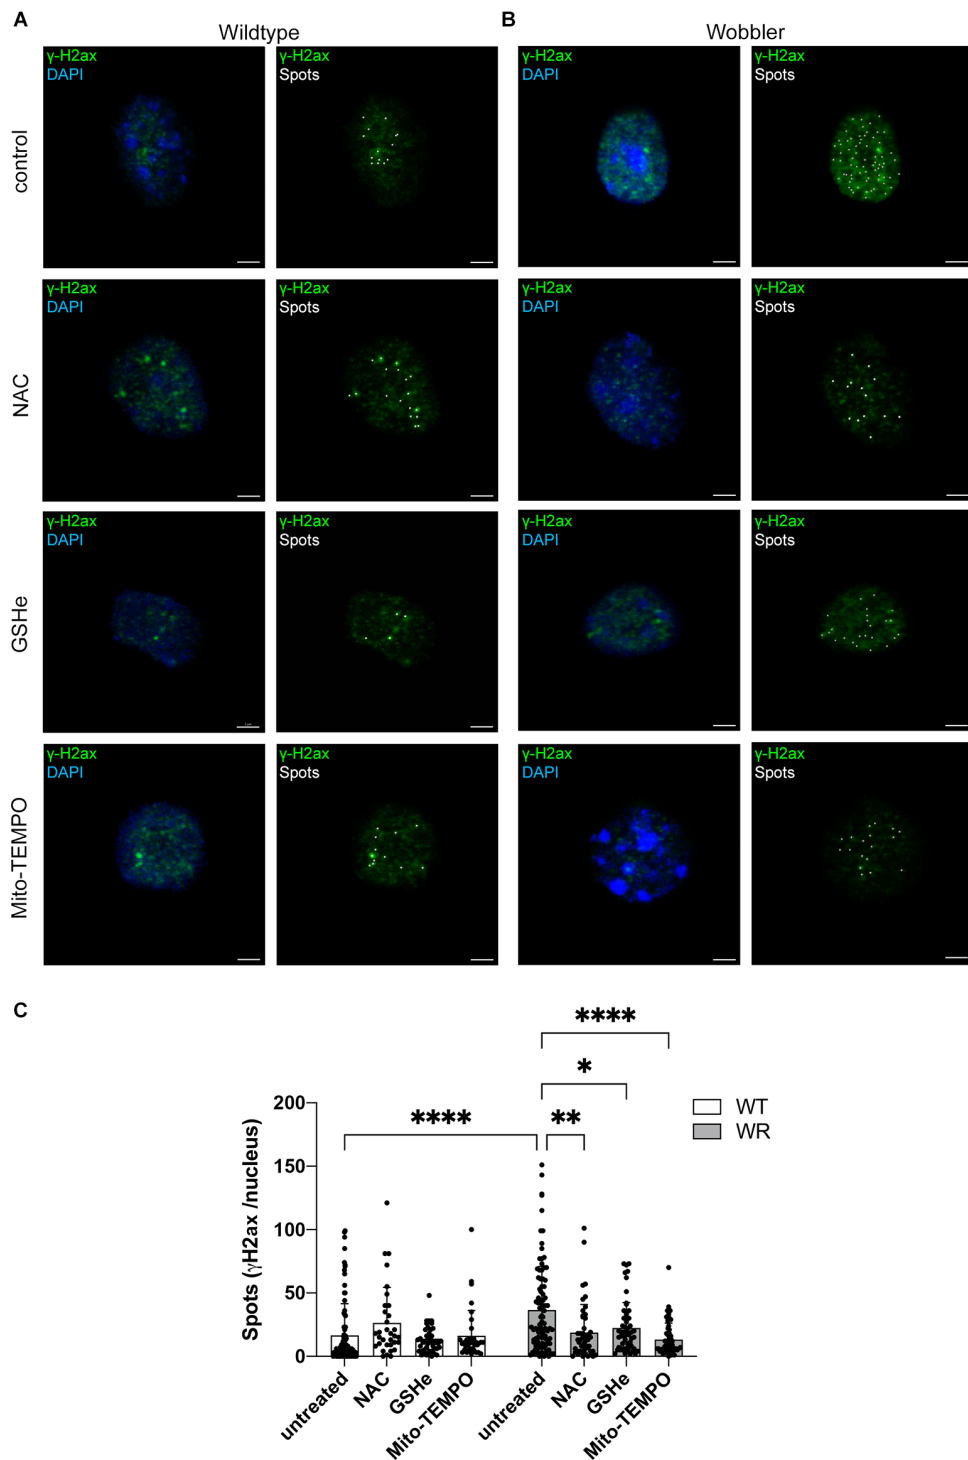 A
B
Wildtype
Wobbler
control
γ-H2ax
DAPI
γ-H2ax
Spots
γ-H2ax
DAPI
γ-H2ax
Spots
NAC
γ-H2ax
DAPI
γ-H2ax
Spots
γ-H2ax
DAPI
γ-H2ax
Spots
GSHe
γ-H2ax
DAPI
γ-H2ax
Spots
γ-H2ax
DAPI
γ-H2ax
Spots
Mito-TEMPO
γ-H2ax
DAPI
γ-H2ax
Spots
γ-H2ax
DAPI
γ-H2ax
Spots
C
****
*
****
**
WT
WR
Spots (γH2ax /nucleus)
200
150
100
50
0
untreated
NAC
GSHe
Mito-TEMPO
untreated
NAC
GSHe
Mito-TEMPO